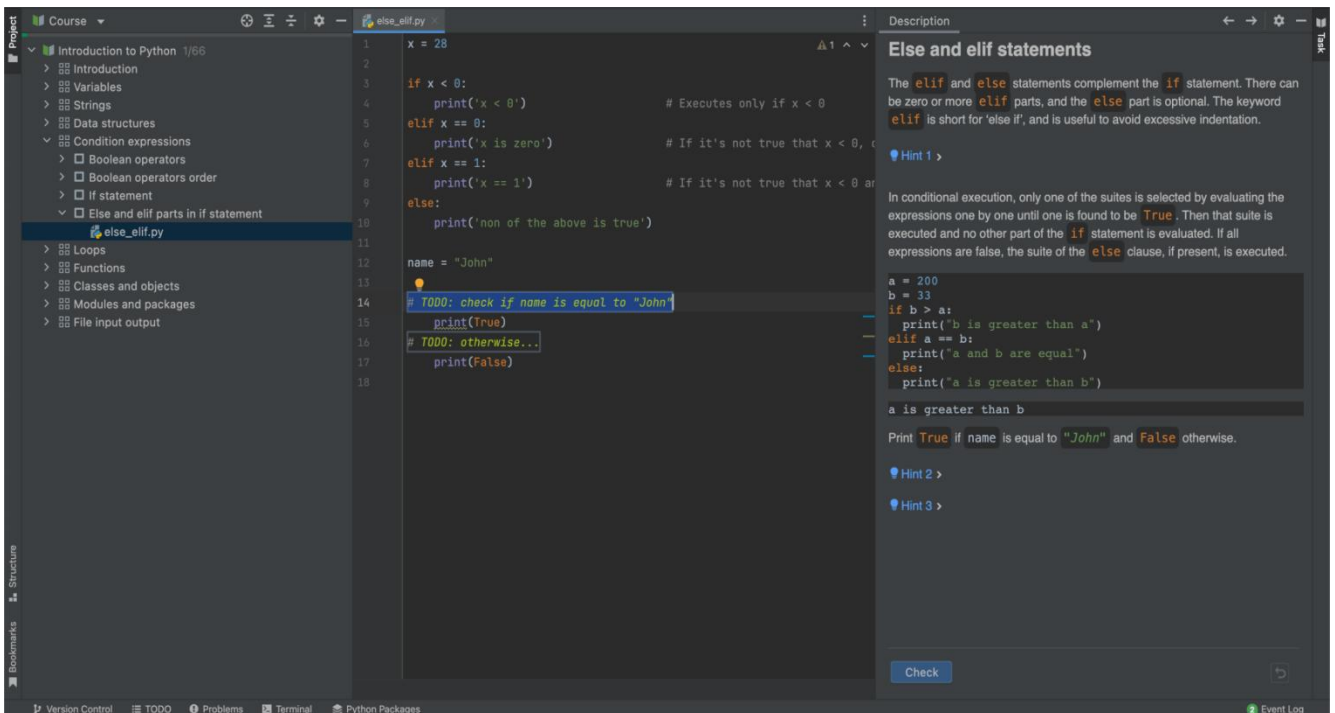 Project
Course
Introduction to Python 1/66
Introduction
Variables
Strings
Data structures
Condition expressions
Boolean operators
Boolean operators order
If statement
Else and elif parts in if statement
else_elif.py
Loops
Functions
Classes and objects
Modules and packages
File input output
Structure
Bookmarks
else_elif.py
1
1 x = 28
2
3 if x < 0:
4 print('x < 0') # Executes only if x < 0
5 elif x == 0:
6 print('x is zero') # If it's not true that x < 0,
7 elif x == 1:
8 print('x == 1') # If it's not true that x < 0
9 else:
10 print('non of the above is true')
11
12 name = "John"
13
14 # TODO: check if name is equal to "John"
15 print(True)
16 # TODO: otherwise...
17 print(False)
18
Description
Task
Else and elif statements
The elif and else statements complement the if statement. There can
be zero or more elif parts, and the else part is optional. The keyword
elif is short for ‘else if’, and is useful to avoid excessive indentation.
Hint 1 >
In conditional execution, only one of the suites is selected by evaluating the
expressions one by one until one is found to be True . Then that suite is
executed and no other part of the if statement is evaluated. If all
expressions are false, the suite of the else clause, if present, is executed.
a = 200
b = 33
if b > a:
print("b is greater than a")
elif a == b:
print("a and b are equal")
else:
print("a is greater than b")
a is greater than b
Print True if name is equal to "John" and False otherwise.
Hint 2 >
Hint 3 >
Check
Version Control TODO Problems Terminal Python Packages
2 Event Log